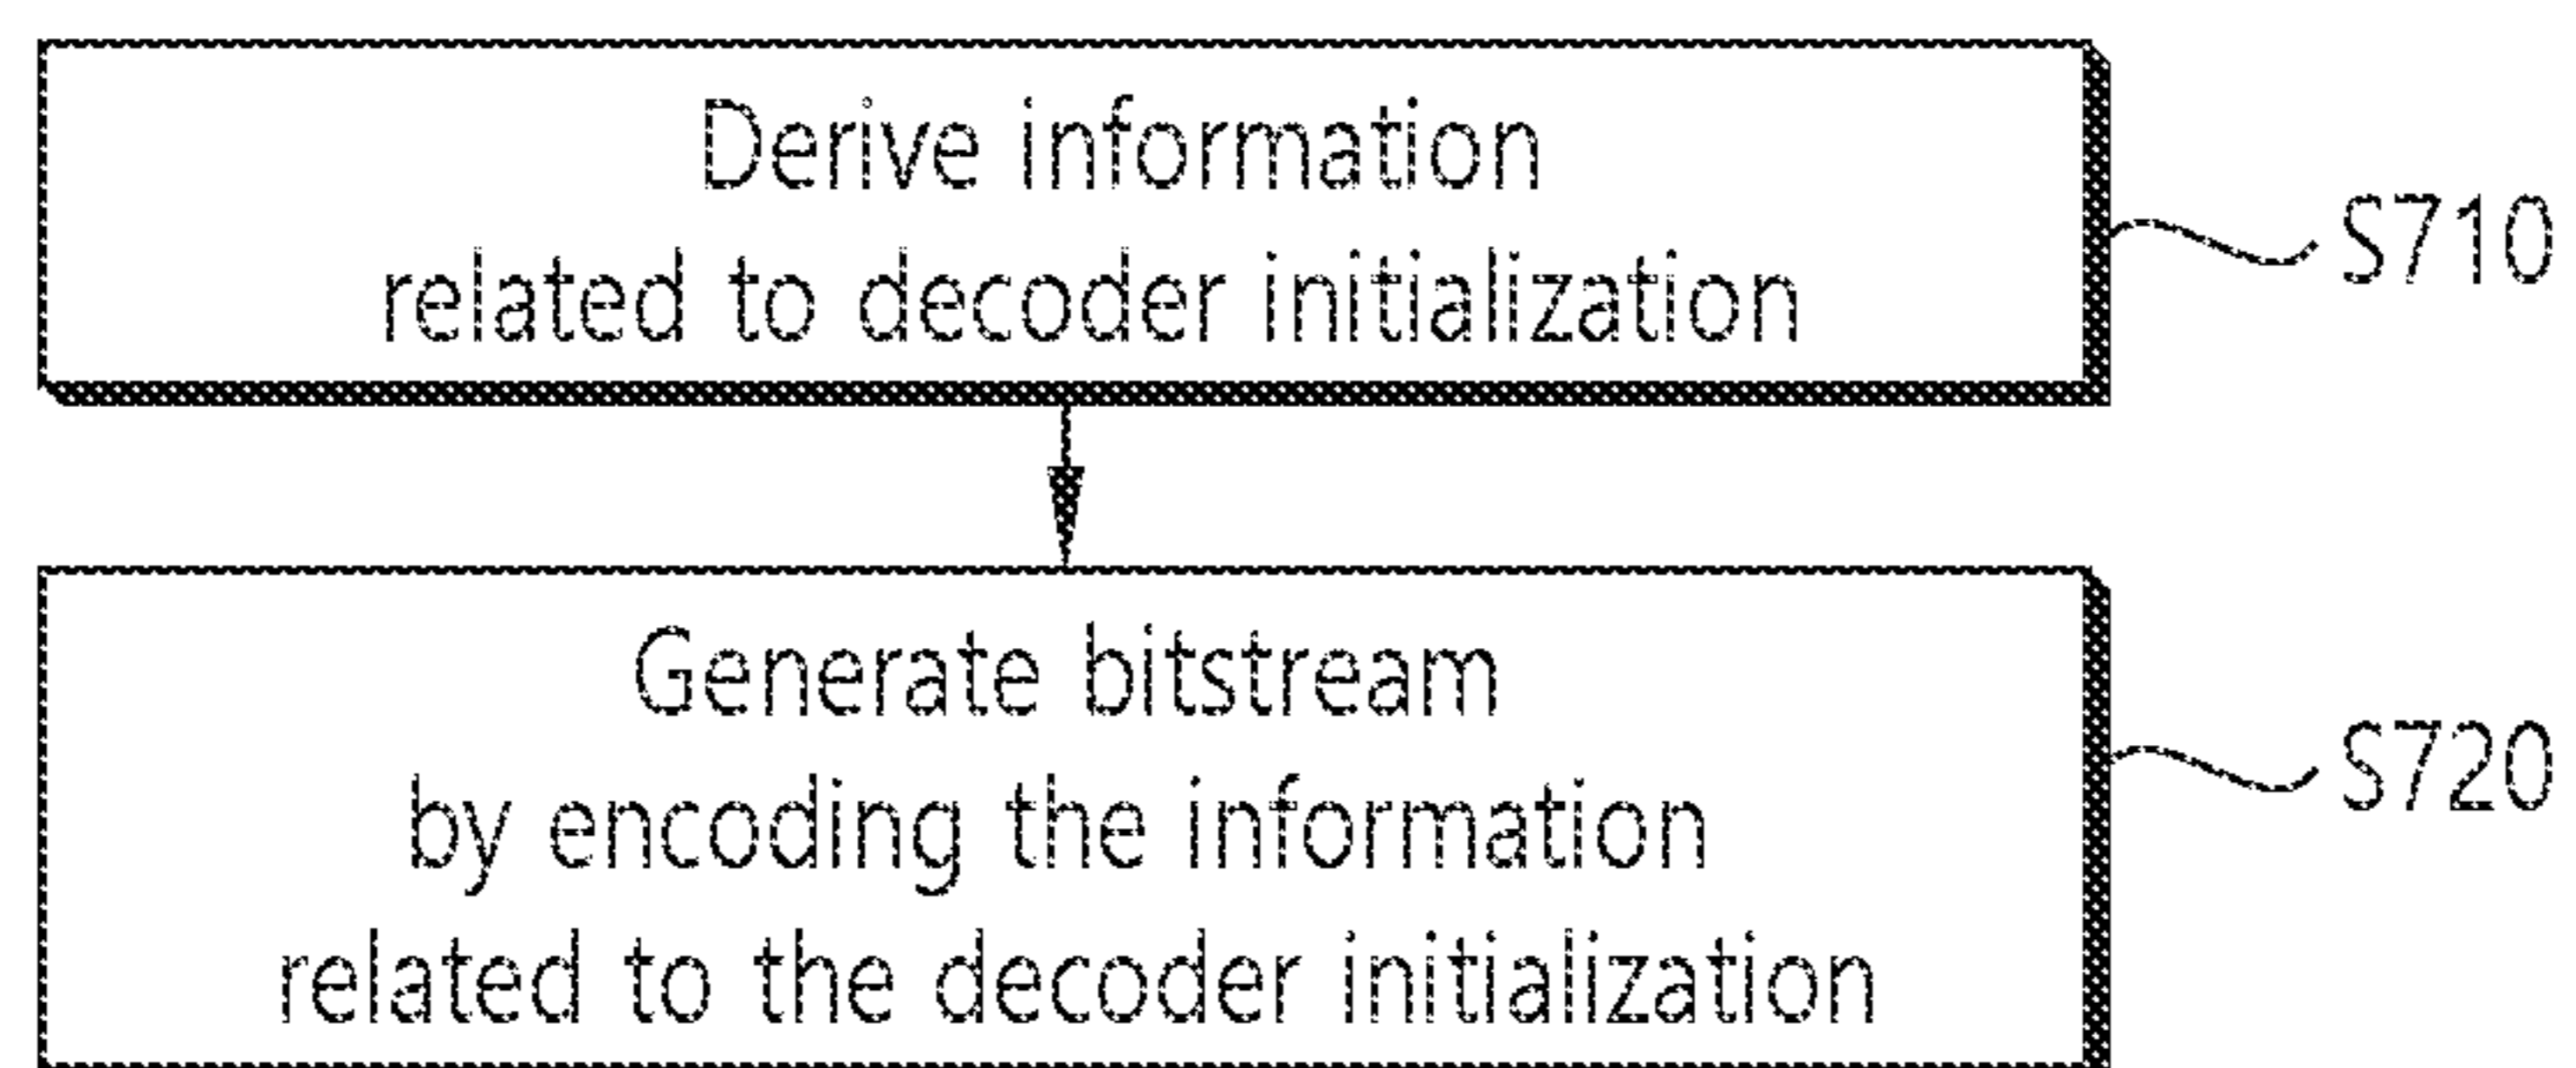 Derive information
related to decoder initialization
S710
Generate bitstream
by encoding the information
related to the decoder initialization
S720